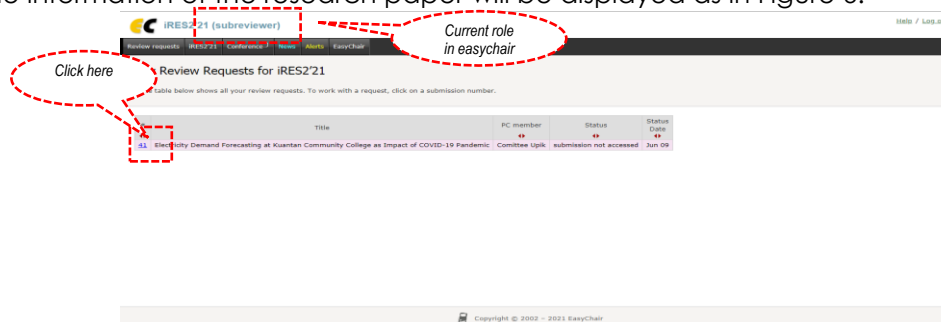 information of the research paper will be displayed as in Figure
iRES2'21 (subreviewer)
Help / Log
Current role
in easychair
Review requests iRES2'21 Conference News Alerts EasyChair
Click here
Review Requests for iRES2'21
table below shows all your review requests. To work with a request, click on a submission number.
Title PC member Status Status
Date
41 Electricity Demand Forecasting at Kuantan Community College as Impact of COVID-19 Pandemic Comittee Upik submission not accessed Jun 09
Copyright © 2002 – 2021 EasyChair